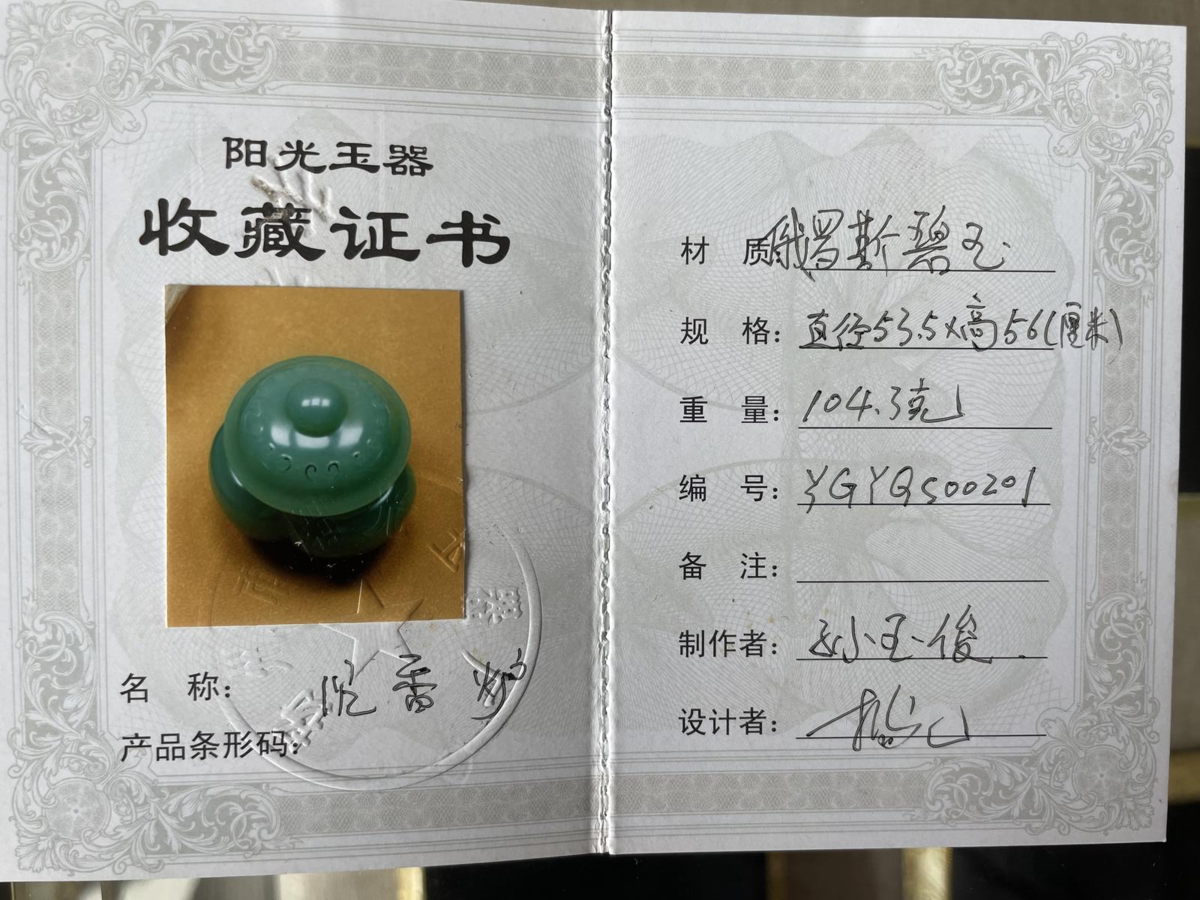 阳光玉器
收藏证书
名 称： 沉香炉
产品条形码：
材 质 俄罗斯碧玉
规 格： 直径53.5×高56(厘米)
重 量： 104.3克
编 号： YGYQS00201
备 注：
制作者： 孙玉俊
设计者：